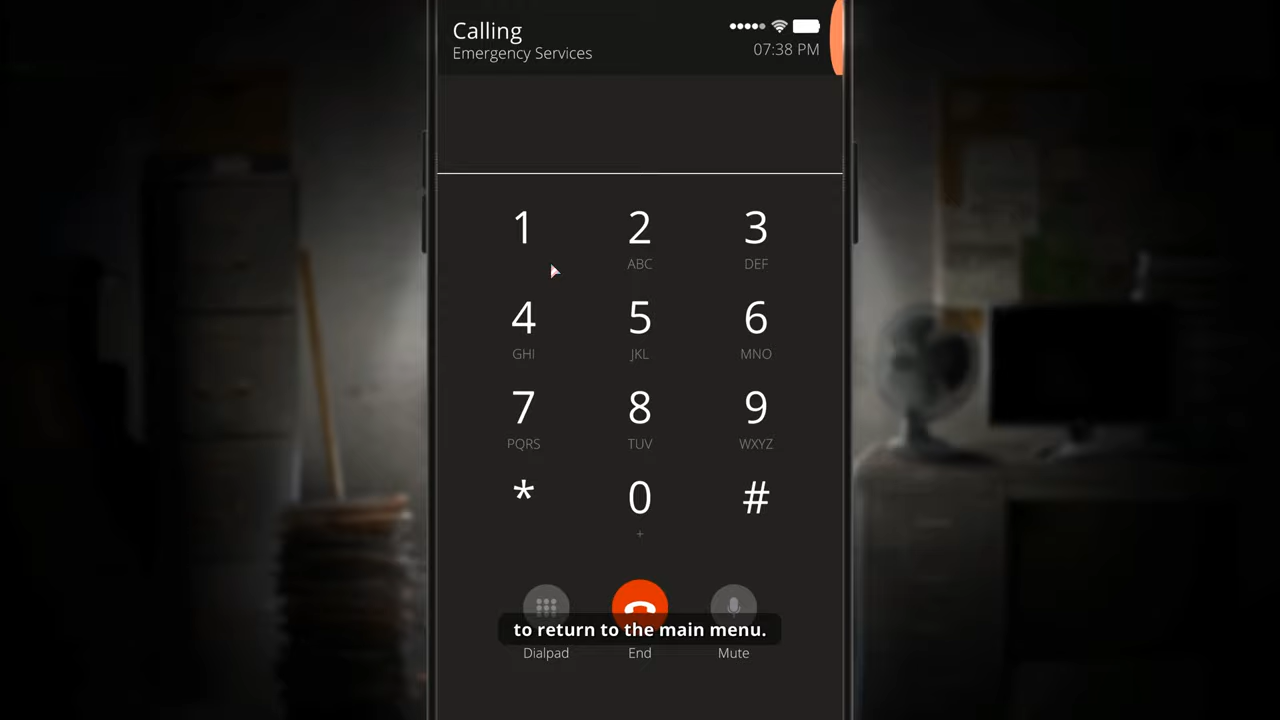 Calling
Emergency Services
07:38 PM
1
2
ABC
3
DEF
4
GHI
5
JKL
6
MNO
7
PQRS
8
TUV
9
WXYZ
*
0
+
#
to return to the main menu.
Dialpad
End
Mute